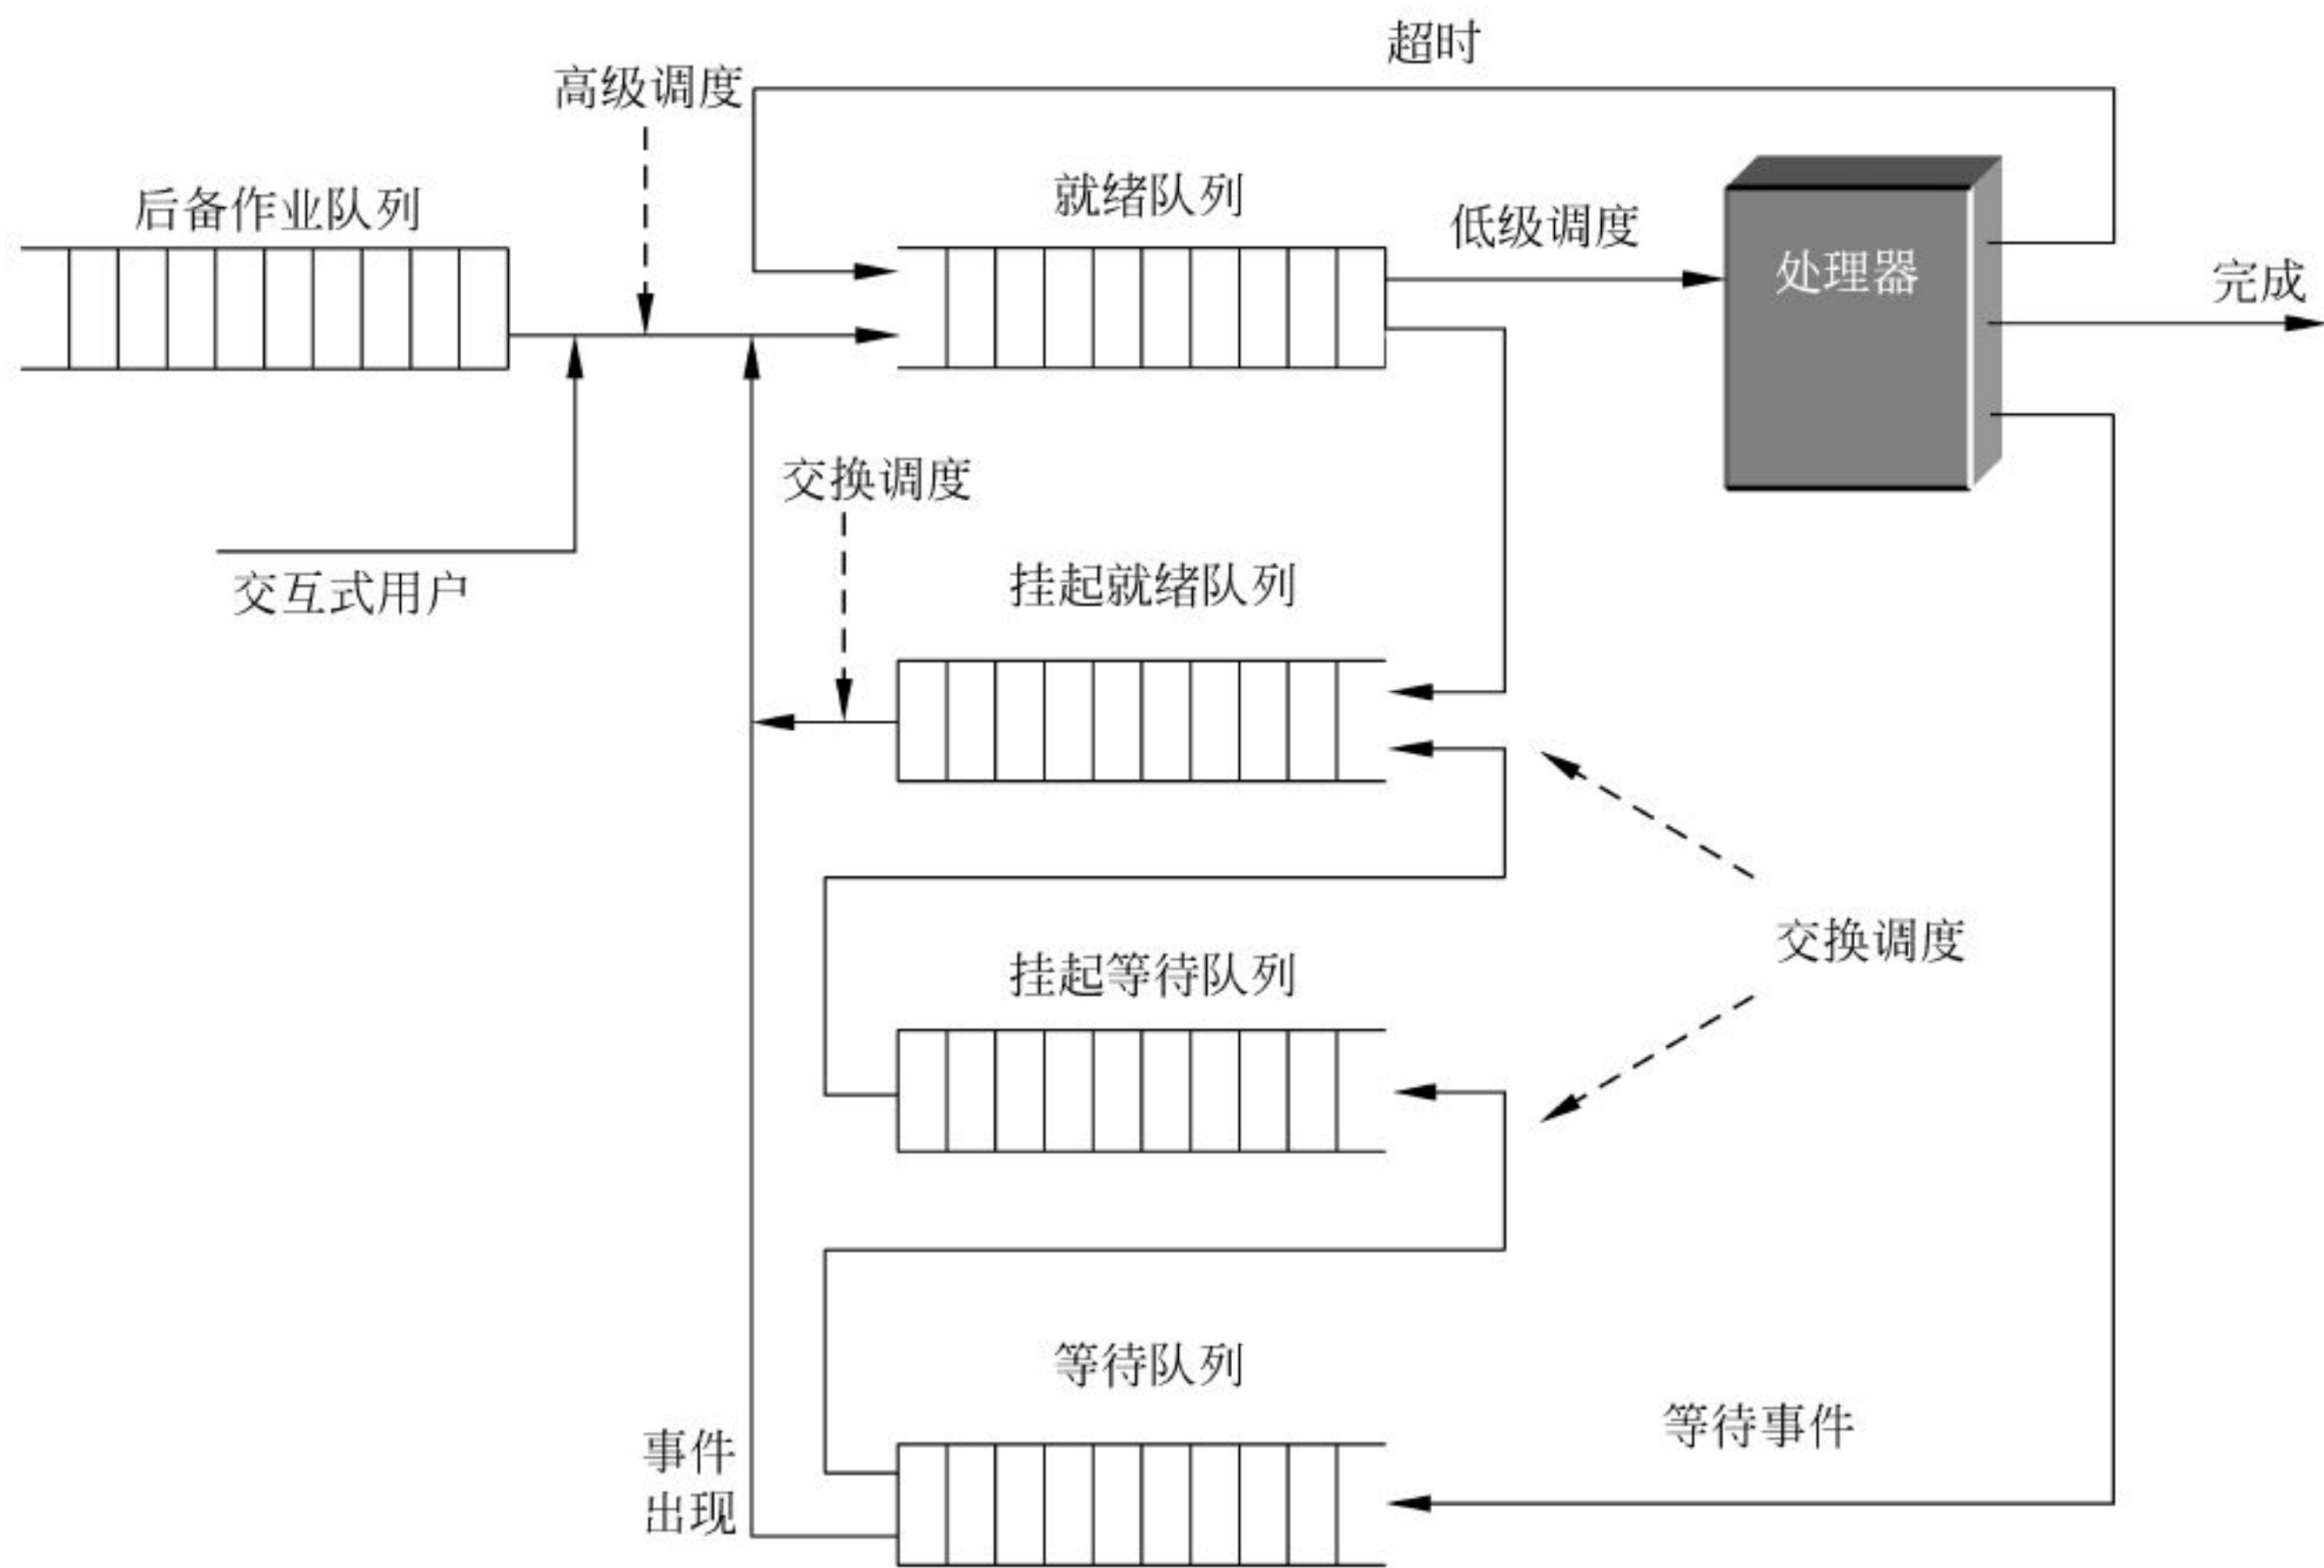 超时
高级调度
后备作业队列
就绪队列
低级调度
处理器
完成
交换调度
交互式用户
挂起就绪队列
交换调度
挂起等待队列
等待队列
等待事件
事件
出现